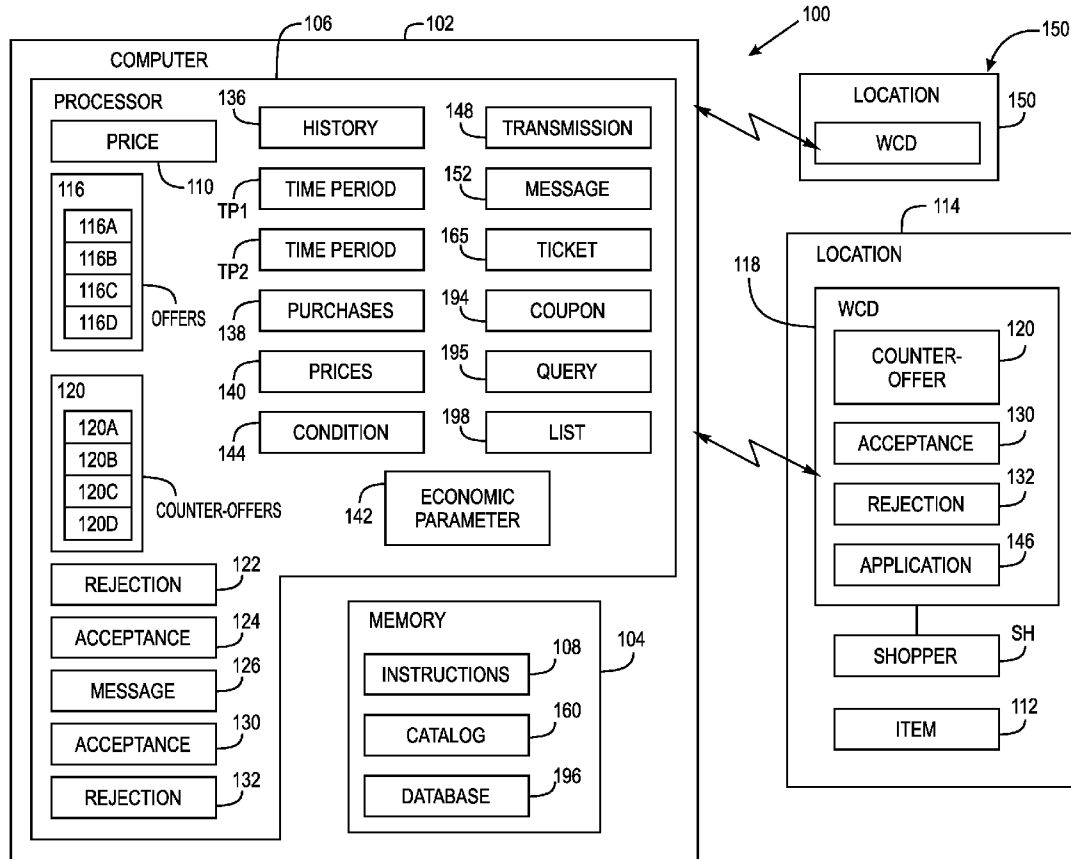 102
100
106
COMPUTER
150
PROCESSOR
PRICE
110
116
116A
116B
116C
116D
OFFERS
120
120A
120B
120C
120D
COUNTER-OFFERS
REJECTION
122
ACCEPTANCE
124
MESSAGE
126
ACCEPTANCE
130
REJECTION
132
136
HISTORY
TP1
TIME PERIOD
TP2
TIME PERIOD
138
PURCHASES
140
PRICES
144
CONDITION
148
TRANSMISSION
152
MESSAGE
165
TICKET
194
COUPON
195
QUERY
198
LIST
142
ECONOMIC
PARAMETER
MEMORY
104
INSTRUCTIONS
108
CATALOG
160
DATABASE
196
LOCATION
150
WCD
114
LOCATION
118
WCD
COUNTER-
OFFER
120
ACCEPTANCE
130
REJECTION
132
APPLICATION
146
SHOPPER
SH
ITEM
112